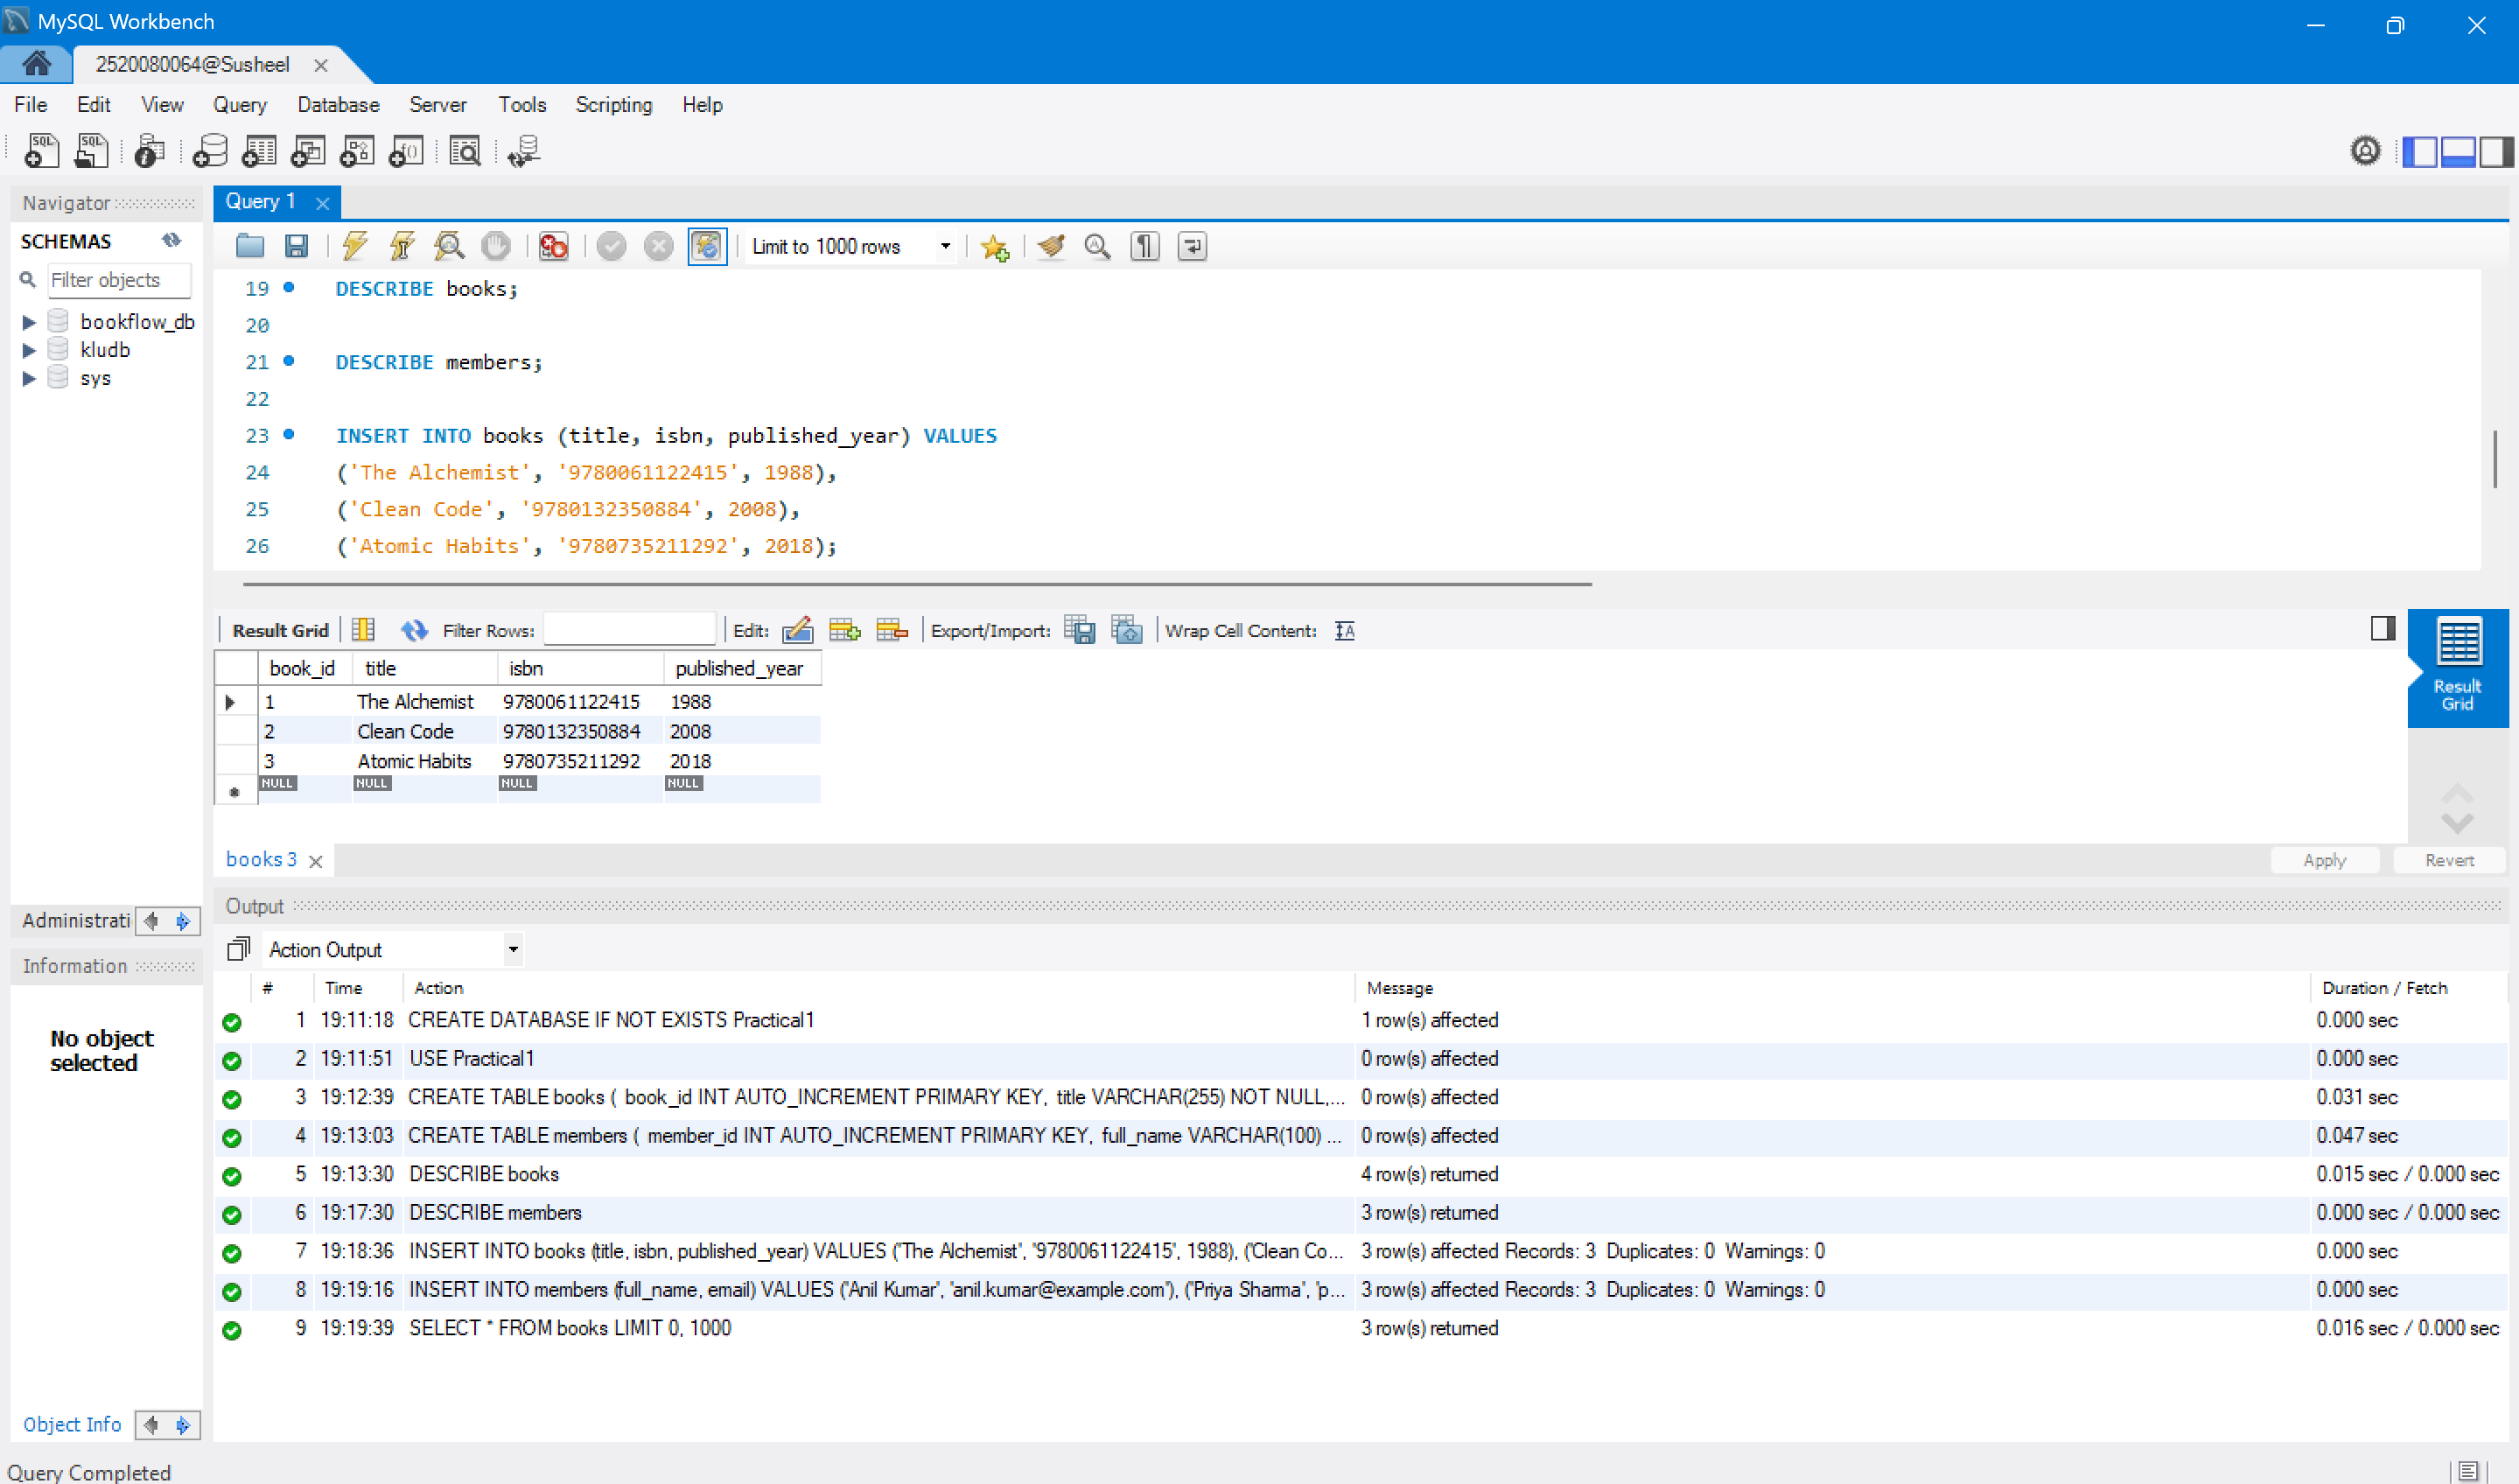 MySQL Workbench
2520080064@Susheel
File Edit View Query Database Server Tools Scripting Help
Navigator
SCHEMAS
Filter objects
bookflow_db
kludb
sys
Administrati
Information
No object
selected
Object Info
Query 1
Limit to 1000 rows
19 DESCRIBE books;
20
21 DESCRIBE members;
22
23 INSERT INTO books (title, isbn, published_year) VALUES
24 ('The Alchemist', '9780061122415', 1988),
25 ('Clean Code', '9780132350884', 2008),
26 ('Atomic Habits', '9780735211292', 2018);
Result Grid Filter Rows: Edit: Export/Import: Wrap Cell Content:
book_id title isbn published_year
1 The Alchemist 9780061122415 1988
2 Clean Code 9780132350884 2008
3 Atomic Habits 9780735211292 2018
NULL NULL NULL NULL
Result
Grid
books 3
Apply Revert
Output
Action Output
# Time Action Message Duration / Fetch
1 19:11:18 CREATE DATABASE IF NOT EXISTS Practical1 1 row(s) affected 0.000 sec
2 19:11:51 USE Practical1 0 row(s) affected 0.000 sec
3 19:12:39 CREATE TABLE books ( book_id INT AUTO_INCREMENT PRIMARY KEY, title VARCHAR(255) NOT NULL,... 0 row(s) affected 0.031 sec
4 19:13:03 CREATE TABLE members ( member_id INT AUTO_INCREMENT PRIMARY KEY, full_name VARCHAR(100) ... 0 row(s) affected 0.047 sec
5 19:13:30 DESCRIBE books 4 row(s) returned 0.015 sec / 0.000 sec
6 19:17:30 DESCRIBE members 3 row(s) returned 0.000 sec / 0.000 sec
7 19:18:36 INSERT INTO books (title, isbn, published_year) VALUES ('The Alchemist', '9780061122415', 1988), ('Clean Co... 3 row(s) affected Records: 3 Duplicates: 0 Warnings: 0 0.000 sec
8 19:19:16 INSERT INTO members (full_name, email) VALUES ('Anil Kumar', 'anil.kumar@example.com'), ('Priya Sharma', 'p... 3 row(s) affected Records: 3 Duplicates: 0 Warnings: 0 0.000 sec
9 19:19:39 SELECT * FROM books LIMIT 0, 1000 3 row(s) returned 0.016 sec / 0.000 sec
Query Completed